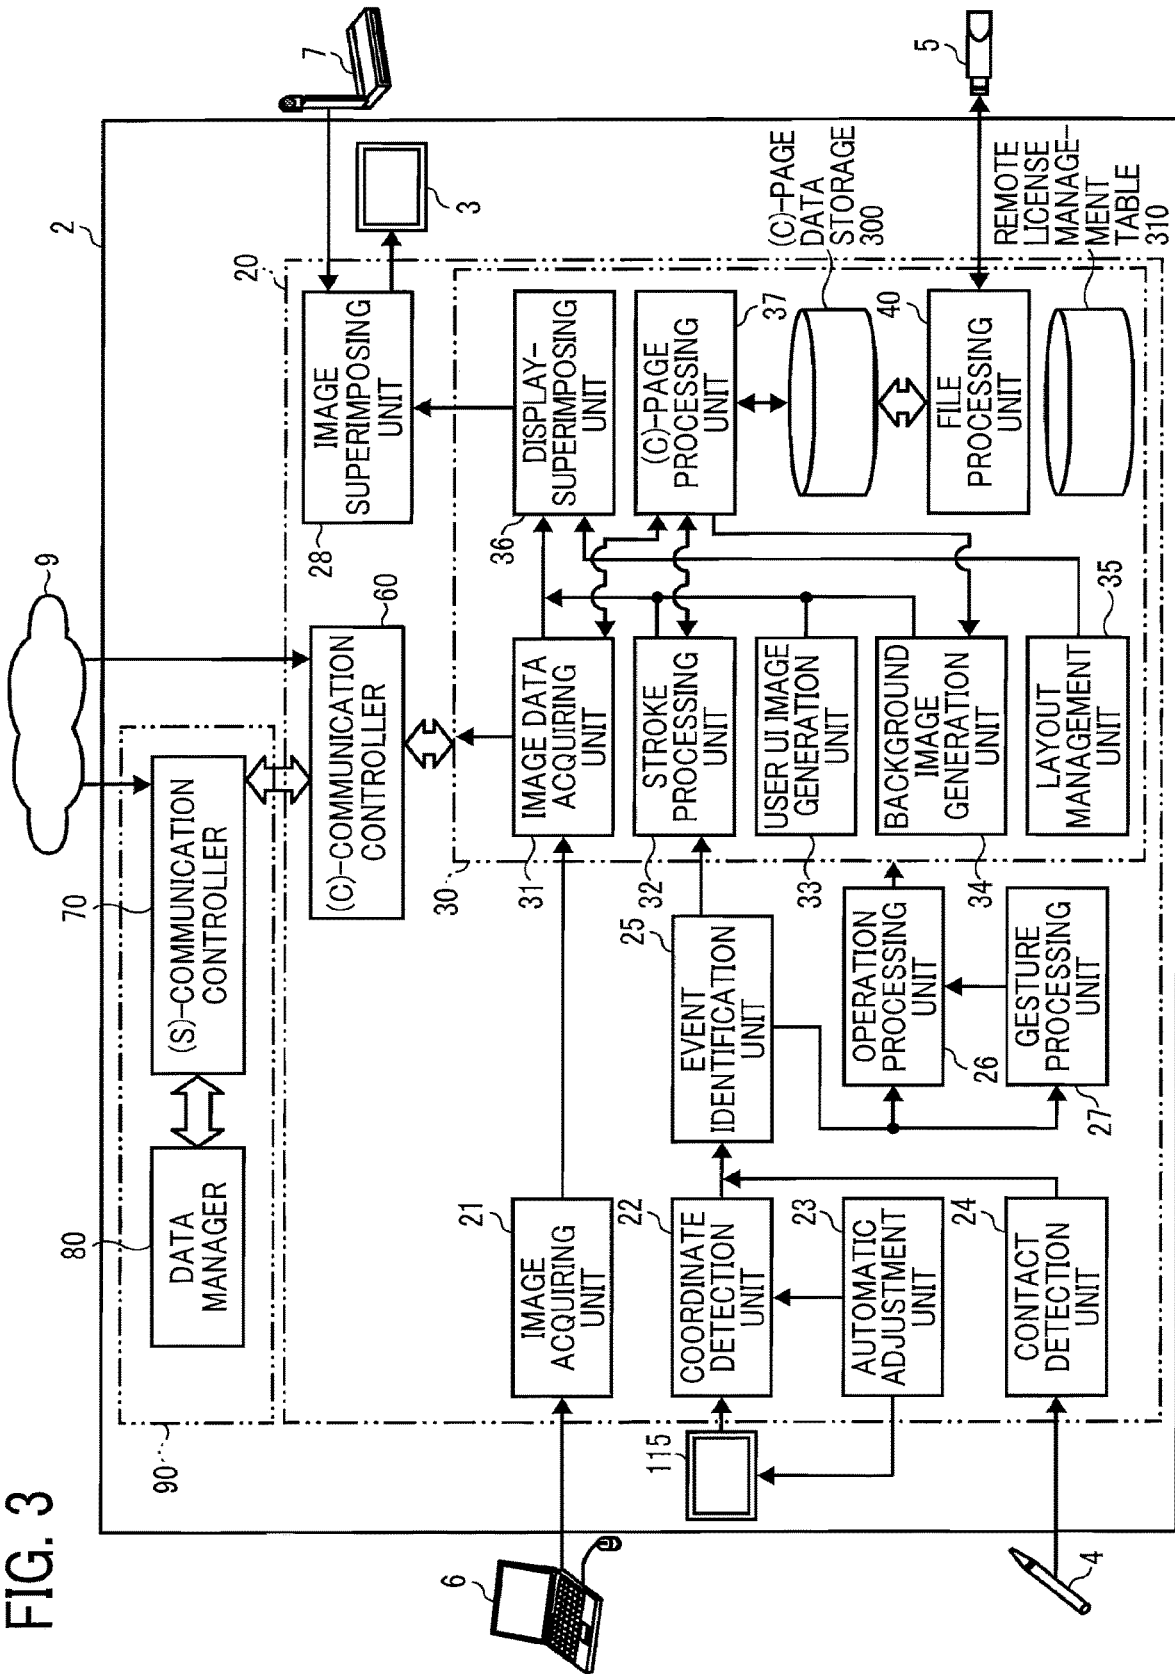 FIG. 3
2
9
90
80
DATA
MANAGER
70
(S)-COMMUNICATION
CONTROLLER
20
60
(C)-COMMUNICATION
CONTROLLER
28
IMAGE
SUPERIMPOSING
UNIT
7
3
6
21
IMAGE
ACQUIRING
UNIT
30
31
IMAGE DATA
ACQUIRING
UNIT
36
DISPLAY-
SUPERIMPOSING
UNIT
115
22
COORDINATE
DETECTION
UNIT
25
EVENT
IDENTIFICATION
UNIT
32
STROKE
PROCESSING
UNIT
(C)-PAGE
PROCESSING
UNIT
37
23
AUTOMATIC
ADJUSTMENT
UNIT
OPERATION
PROCESSING
UNIT
26
33
USER UI IMAGE
GENERATION
UNIT
(C)-PAGE
DATA
STORAGE
300
34
BACKGROUND
IMAGE
GENERATION
UNIT
40
FILE
PROCESSING
UNIT
5
4
24
CONTACT
DETECTION
UNIT
GESTURE
PROCESSING
UNIT
27
LAYOUT
MANAGEMENT
UNIT
35
REMOTE
LICENSE
MANAGE-
MENT
TABLE
310